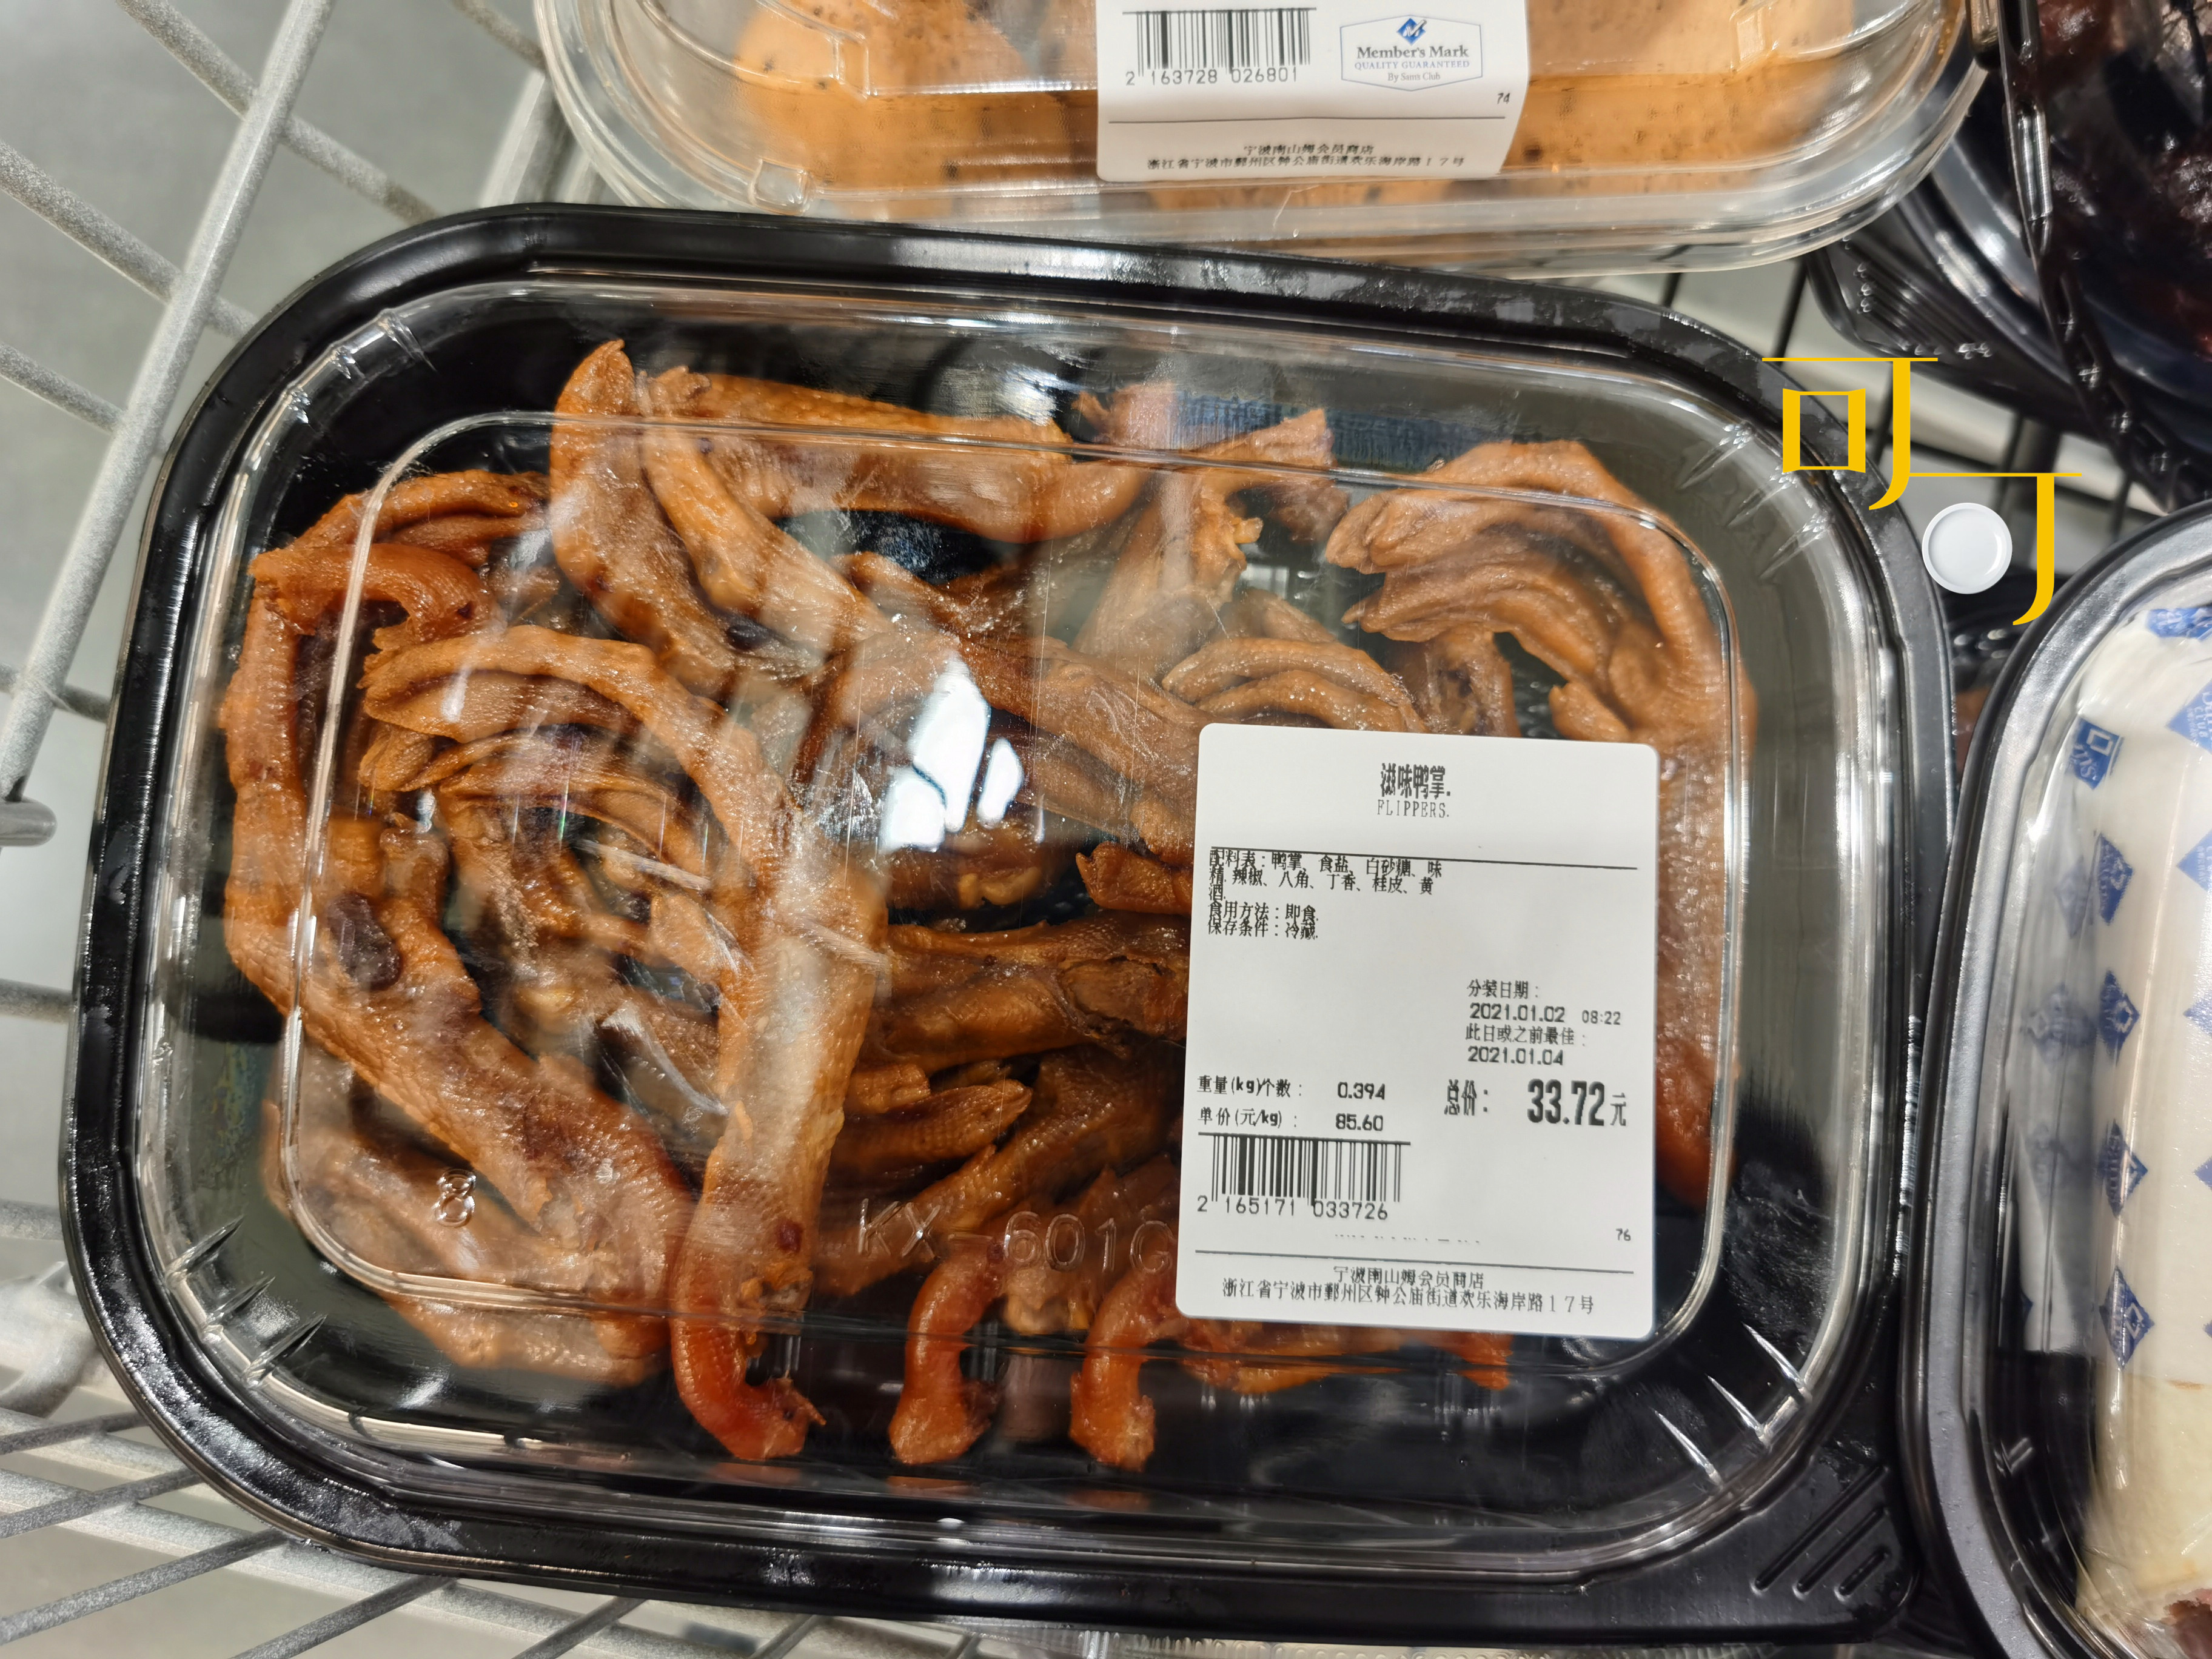 2 163728 026801
Member's Mark
QUALITY GUARANTEED
By Sam's Club
74
宁波南山姆会员商店
浙江省宁波市鄞州区钟公庙街道欢乐海岸路17号
可
可
滋味鸭掌.
FLIPPERS.
配料表:鸭掌、食盐、白砂糖、味
精.辣椒、八角、丁香、桂皮、黄
酒.
食用方法:即食.
保存条件:冷藏.
分装日期:
2021.01.02 08:22
此日或之前最佳:
2021.01.04
重量(kg)个数: 0.394
总价: 33.72元
单价(元/kg): 85.60
2 165171 033726
76
宁波南山姆会员商店
浙江省宁波市鄞州区钟公庙街道欢乐海岸路17号
8
KX-601